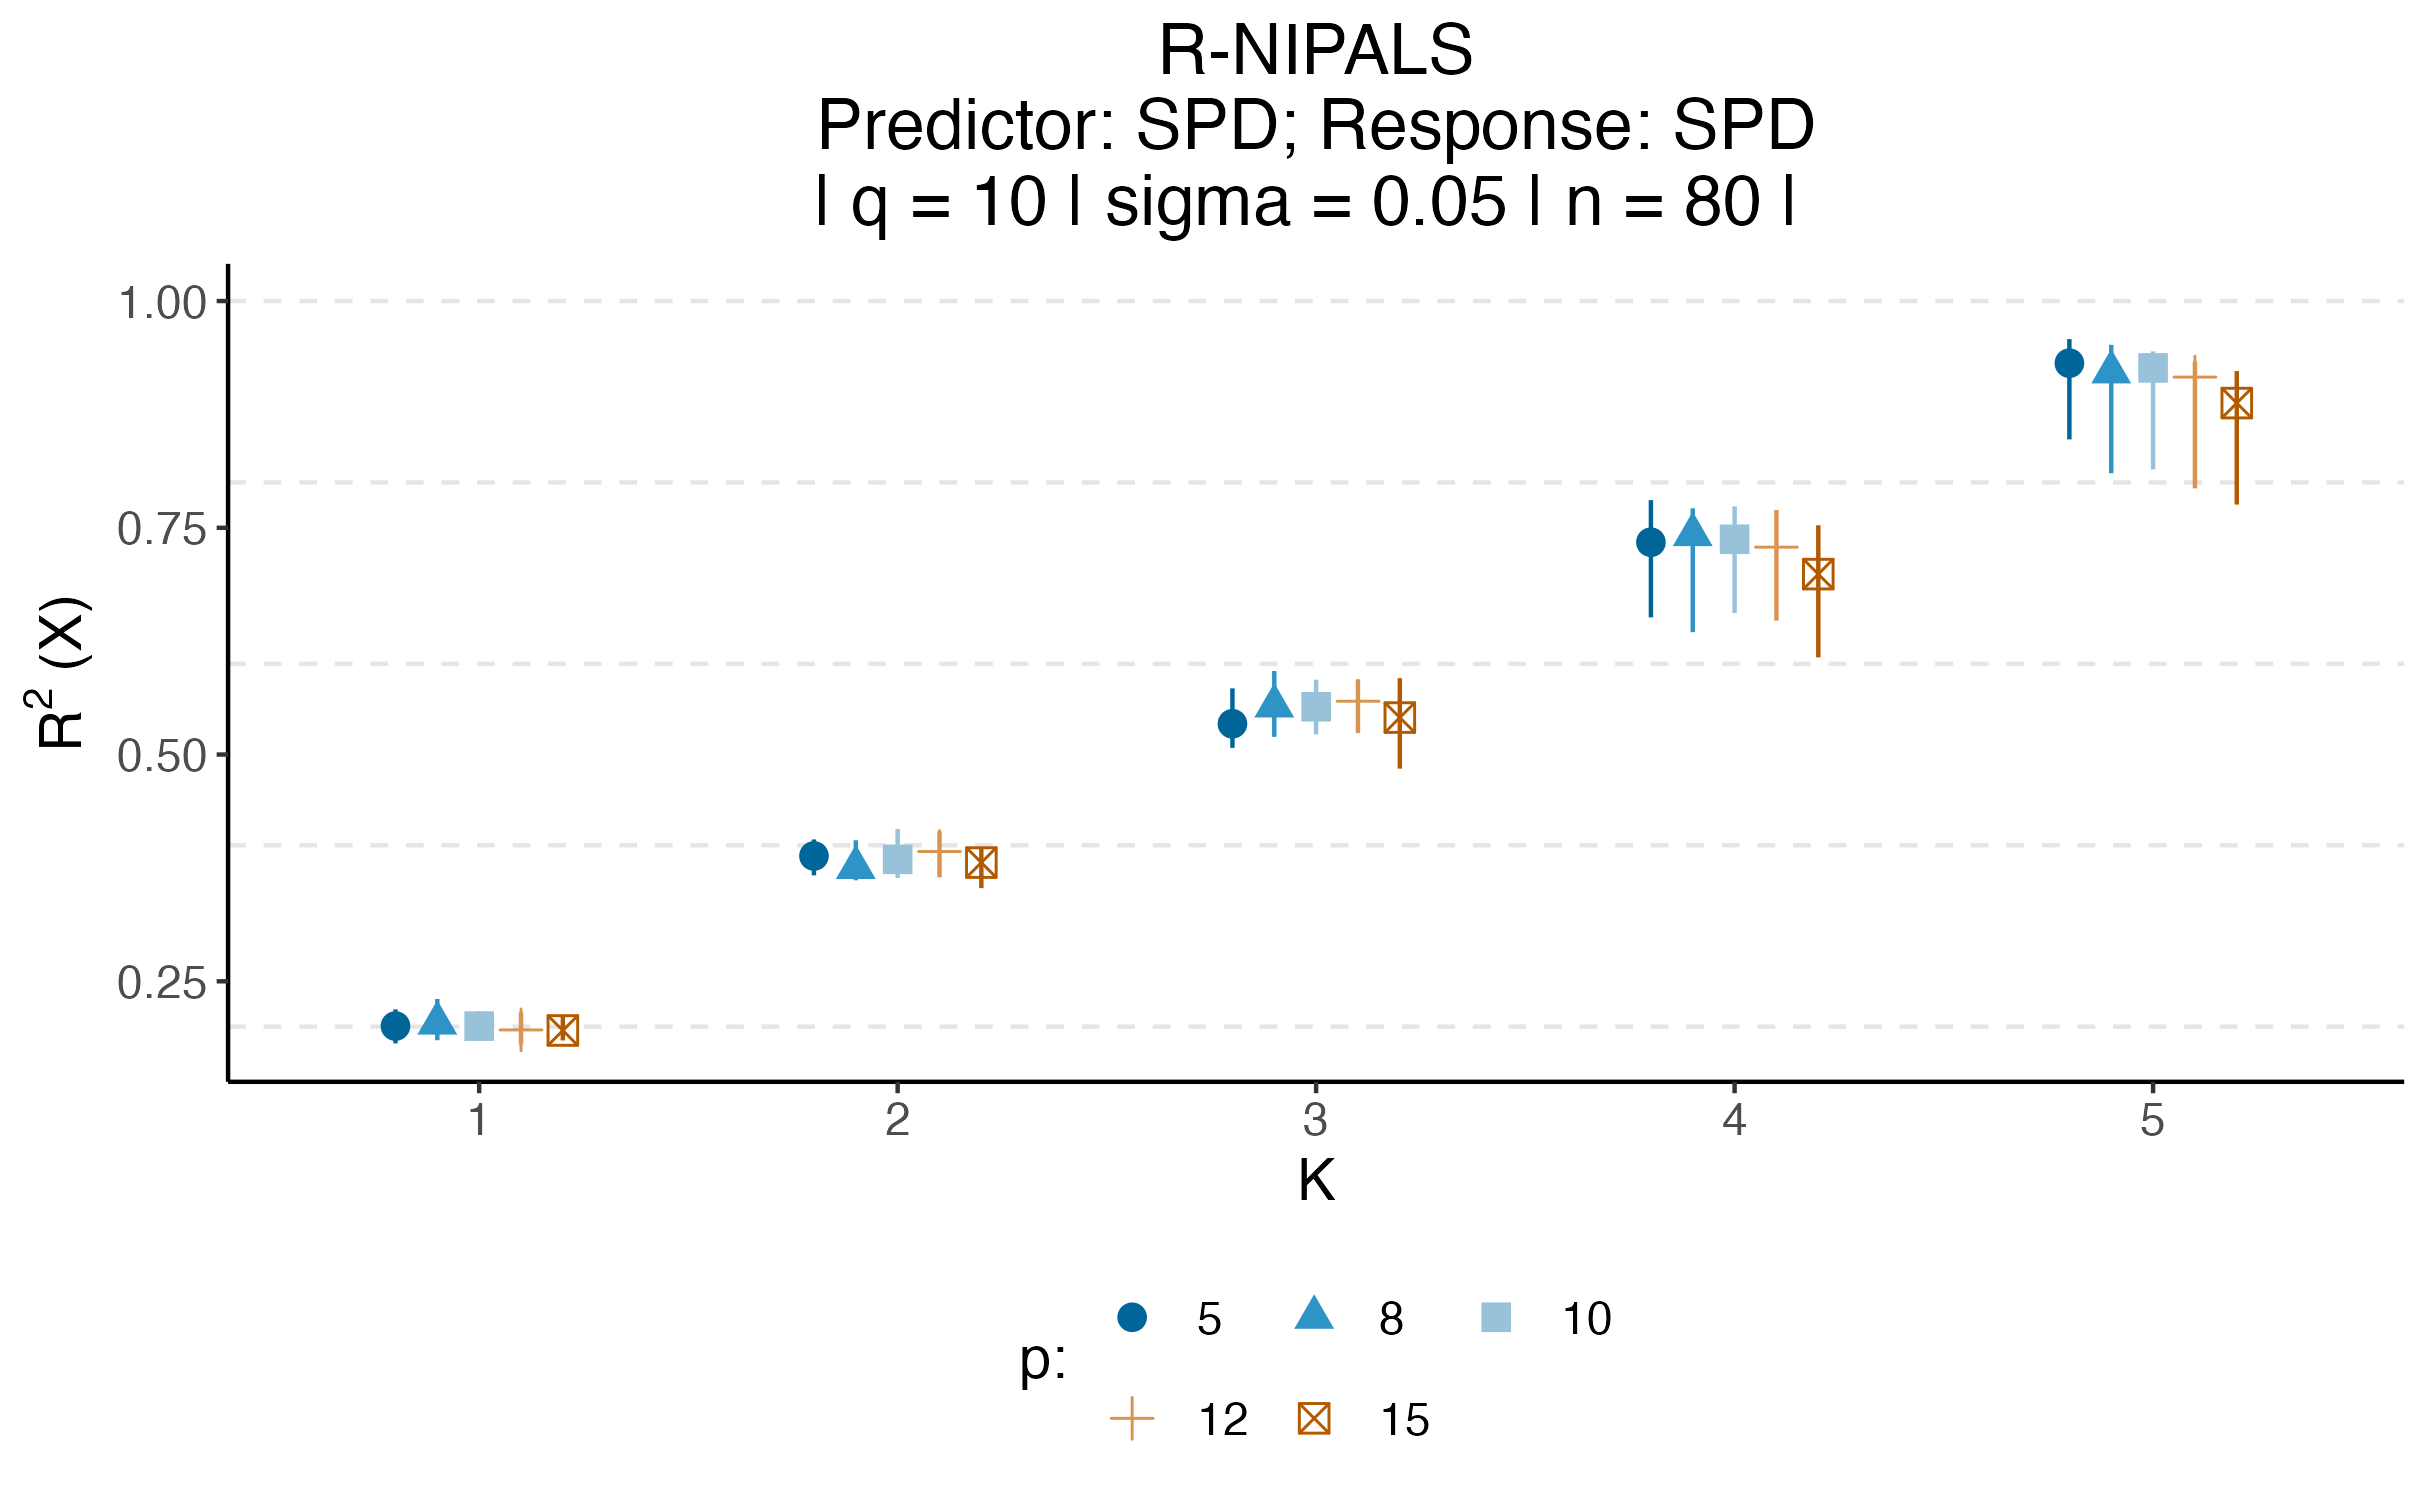 R-NIPALS
Predictor: SPD; Response: SPD
| q = 10 | sigma = 0.05 | n = 80 |
R² (X)
1.00
0.75
0.50
0.25
1 2 3 4 5
K
p:
5 8 10
12 15